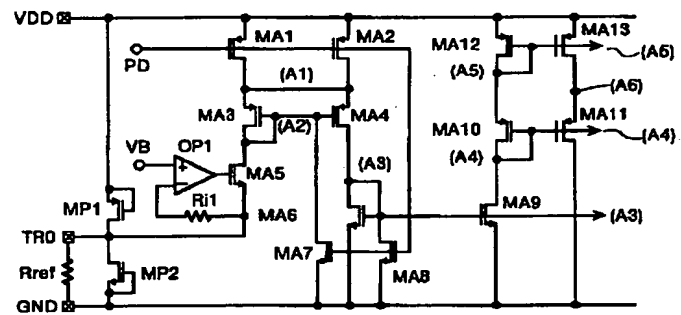 VDD
MA1
MA2
MA12
MA13
PD
(A1)
(A5)
(A5)
(A6)
MA3
(A2)
MA4
MA10
MA11
VB
OP1
(A3)
(A4)
(A4)
MA5
MP1
Ri1
MA6
MA9
(A3)
TR0
MA7
Rref
MP2
MA8
GND